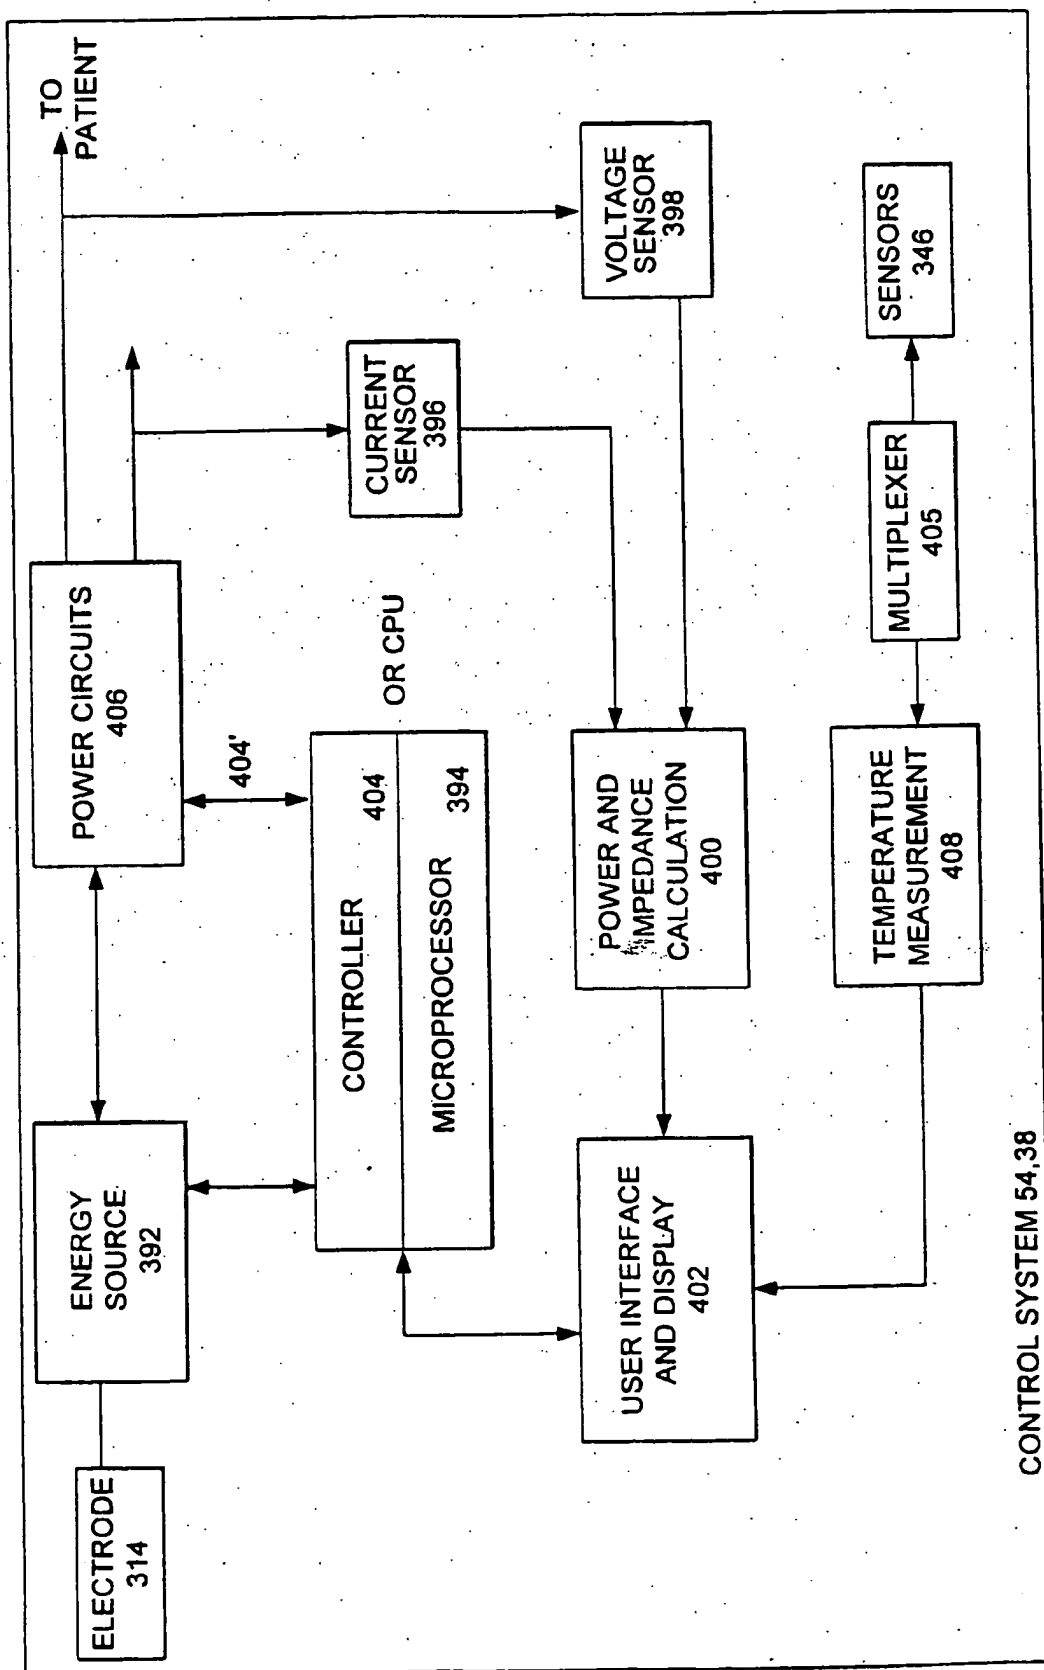 ELECTRODE
314
ENERGY
SOURCE
392
POWER CIRCUITS
406
TO
PATIENT
404'
CONTROLLER
404
MICROPROCESSOR
394
OR CPU
CURRENT
SENSOR
396
VOLTAGE
SENSOR
398
USER INTERFACE
AND DISPLAY
402
POWER AND
IMPEDANCE
CALCULATION
400
TEMPERATURE
MEASUREMENT
408
MULTIPLEXER
405
SENSORS
346
CONTROL SYSTEM 54,38